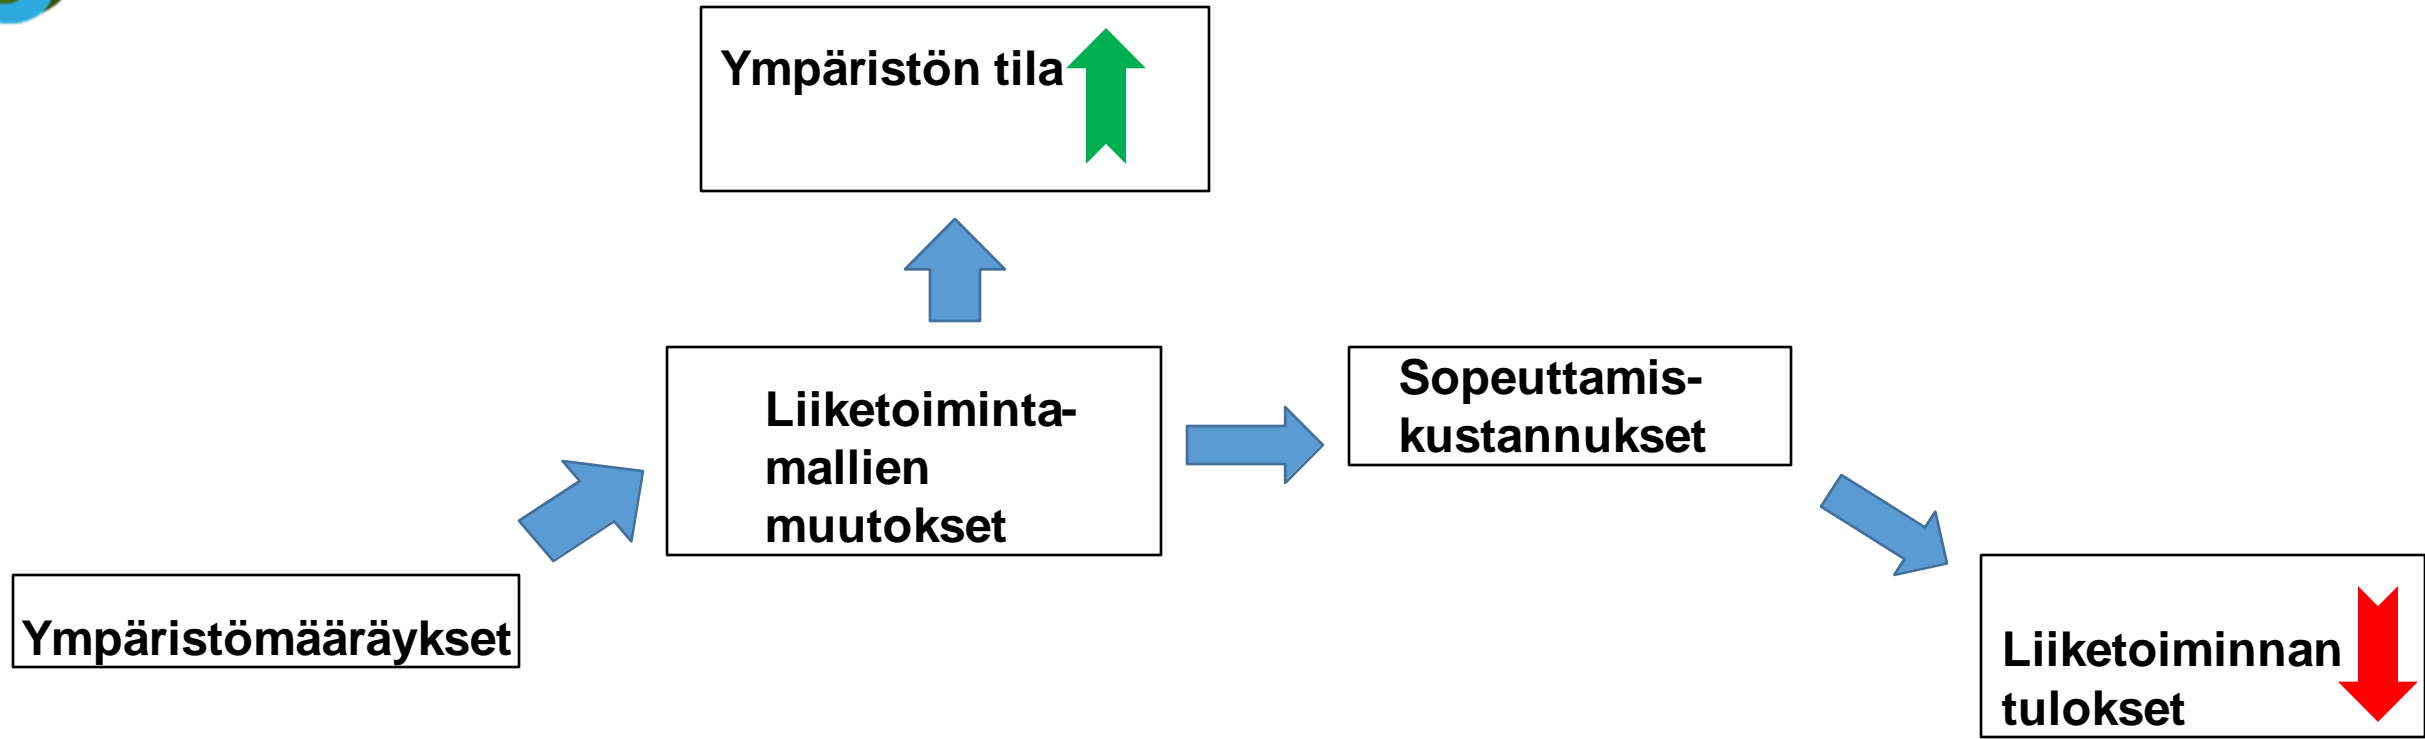 Ympäristön tila
Liiketoiminta-
mallien
muutokset
Sopeuttamis-
kustannukset
Ympäristömääräykset
Liiketoiminnan
tulokset